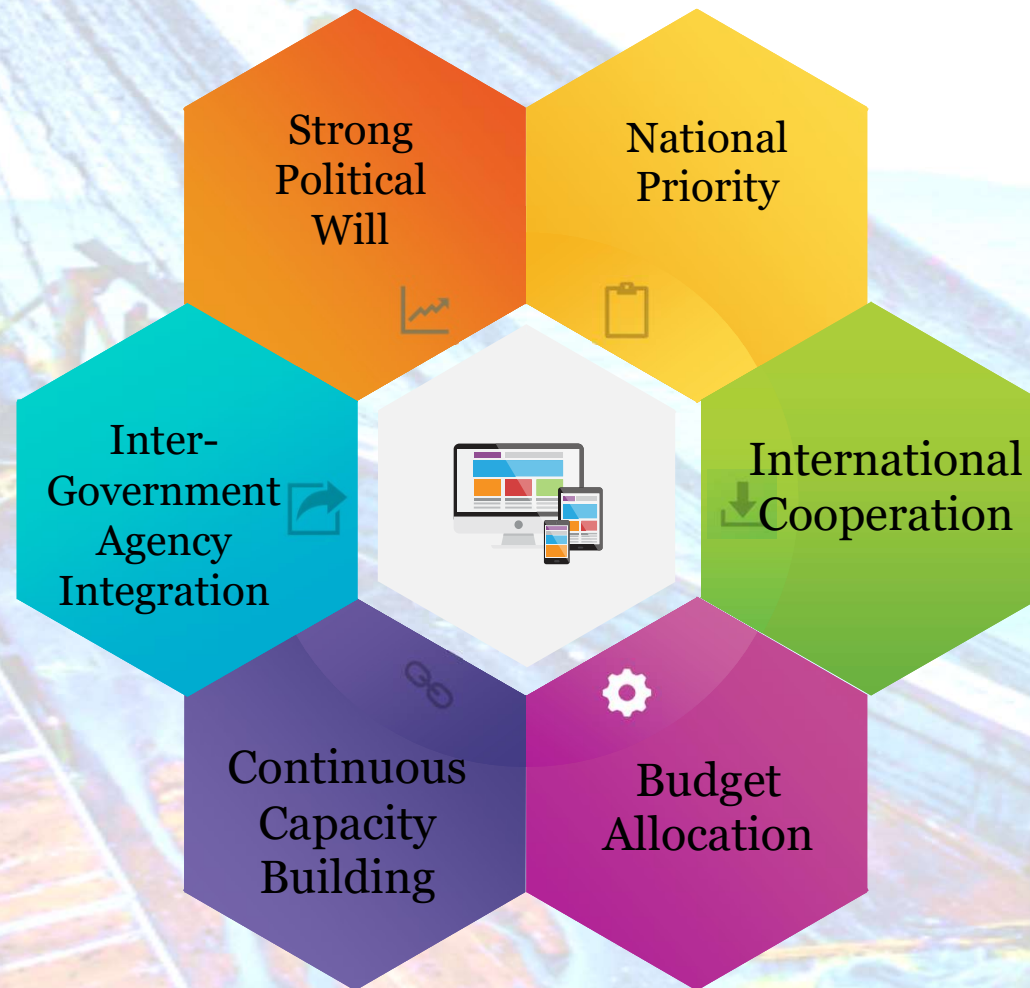 Strong
Political
Will
National
Priority
Inter-
Government
Agency
Integration
International
Cooperation
Continuous
Capacity
Building
Budget
Allocation